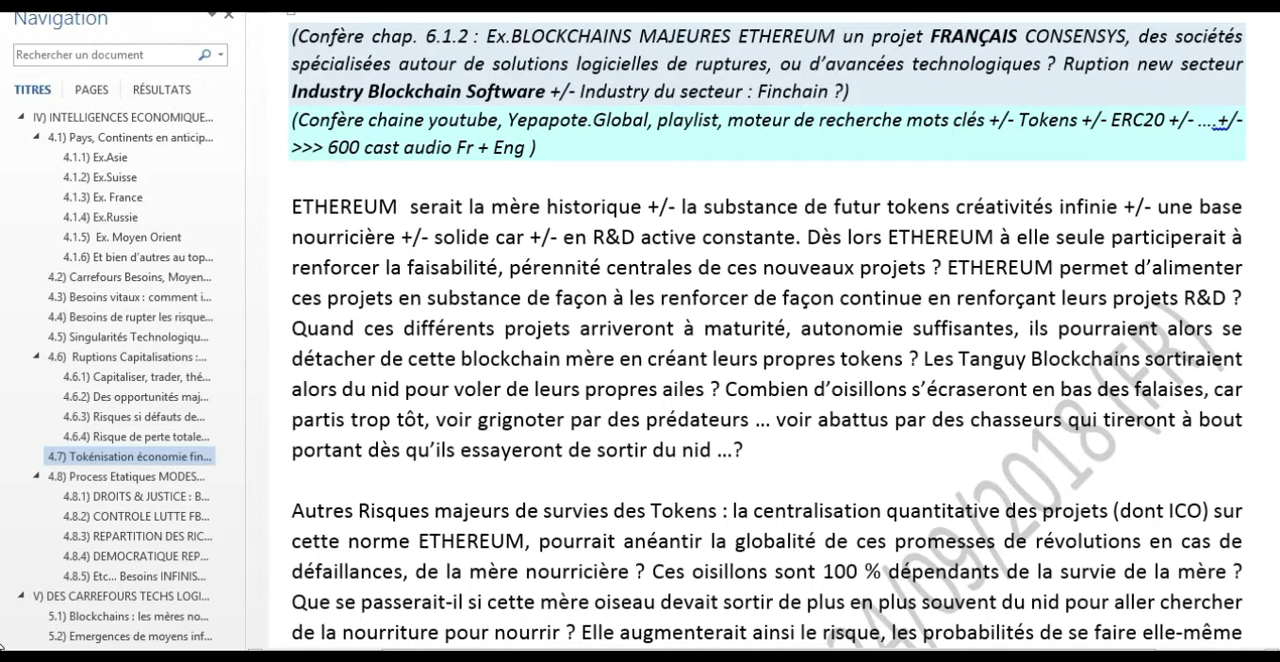 Navigation
Rechercher un document
TITRES PAGES RÉSULTATS
IV) INTELLIGENCES ECONOMIQUE...
4.1) Pays, Continents en anticip...
4.1.1) Ex.Asie
4.1.2) Ex.Suisse
4.1.3) Ex. France
4.1.4) Ex.Russie
4.1.5) Ex. Moyen Orient
4.1.6) Et bien d'autres au top...
4.2) Carrefours Besoins, Moyen...
4.3) Besoins vitaux : comment i...
4.4) Besoins de rupter les risque...
4.5) Singularités Technologiqu...
4.6) Ruptions Capitalisations :...
4.6.1) Capitaliser, trader, thé...
4.6.2) Des opportunités maj...
4.6.3) Risques si défauts de...
4.6.4) Risque de perte totale...
4.7) Tokénisation économie fin...
4.8) Process Etatiques MODES...
4.8.1) DROITS & JUSTICE : B...
4.8.2) CONTROLE LUTTE FB...
4.8.3) REPARTITION DES RIC...
4.8.4) DEMOCRATIQUE REP...
4.8.5) Etc... Besoins INFINIS...
V) DES CARREFOURS TECHS LOGI...
5.1) Blockchains : les mères no...
5.2) Emergences de moyens inf...
(Confère chap. 6.1.2 : Ex.BLOCKCHAINS MAJEURES ETHEREUM un projet FRANÇAIS CONSENSYS, des sociétés
spécialisées autour de solutions logicielles de ruptures, ou d'avancées technologiques ? Ruption new secteur
Industry Blockchain Software +/- Industry du secteur : Finchain ?)
(Confère chaine youtube, Yepapote.Global, playlist, moteur de recherche mots clés +/- Tokens +/- ERC20 +/- ....+/-
>>> 600 cast audio Fr + Eng )
ETHEREUM serait la mère historique +/- la substance de futur tokens créativités infinie +/- une base
nourricière +/- solide car +/- en R&D active constante. Dès lors ETHEREUM à elle seule participerait à
renforcer la faisabilité, pérennité centrales de ces nouveaux projets ? ETHEREUM permet d'alimenter
ces projets en substance de façon à les renforcer de façon continue en renforçant leurs projets R&D ?
Quand ces différents projets arriveront à maturité, autonomie suffisantes, ils pourraient alors se
détacher de cette blockchain mère en créant leurs propres tokens ? Les Tanguy Blockchains sortiraient
alors du nid pour voler de leurs propres ailes ? Combien d'oisillons s'écraseront en bas des falaises, car
partis trop tôt, voir grignoter par des prédateurs ... voir abattus par des chasseurs qui tireront à bout
portant dès qu'ils essayeront de sortir du nid ...?
Autres Risques majeurs de survies des Tokens : la centralisation quantitative des projets (dont ICO) sur
cette norme ETHEREUM, pourrait anéantir la globalité de ces promesses de révolutions en cas de
défaillances, de la mère nourricière ? Ces oisillons sont 100 % dépendants de la survie de la mère ?
Que se passerait-il si cette mère oiseau devait sortir de plus en plus souvent du nid pour aller chercher
de la nourriture pour nourrir ? Elle augmenterait ainsi le risque, les probabilités de se faire elle-même
24/09/2018 (FR)